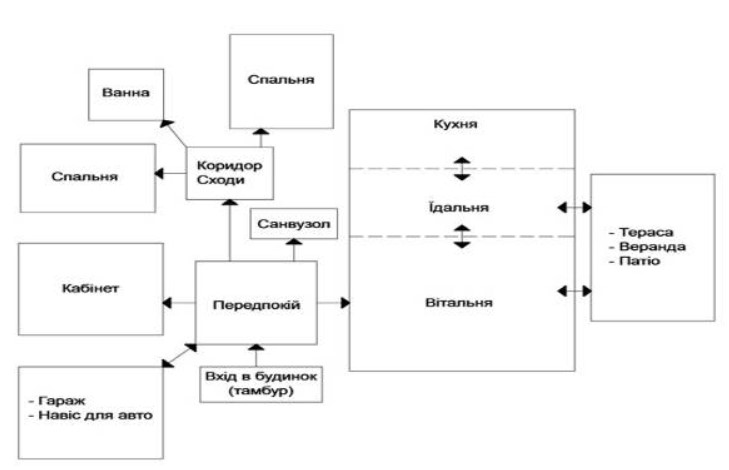 Спальня
Ванна
Кухня
Коридор
Сходи
Спальня
Їдальня
Санвузол
- Тераса
- Веранда
- Патіо
Кабінет
Передпокій
Вітальня
Вхід в будинок
(тамбур)
- Гараж
- Навіс для авто